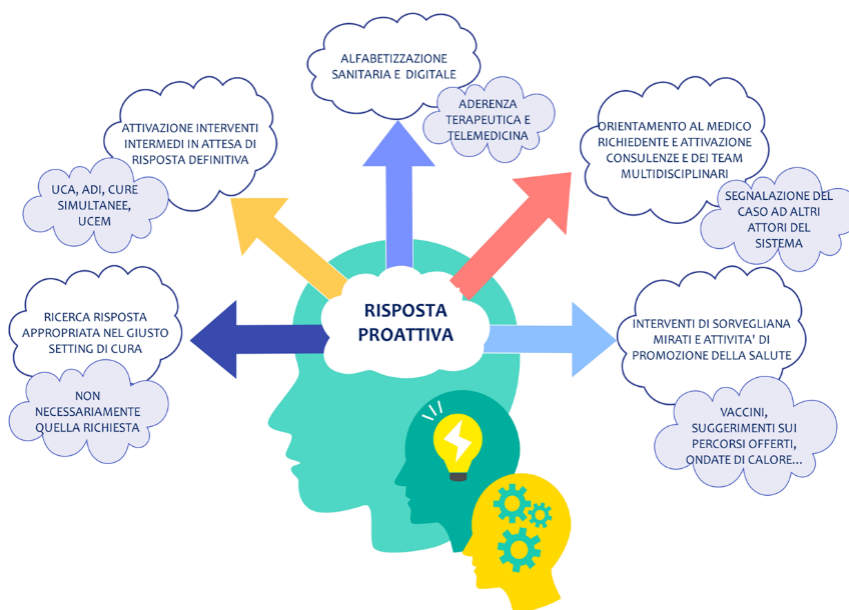 ALFABETIZZAZIONE
SANITARIA E DIGITALE
ADERENZA
TERAPEUTICA E
TELEMEDICINA
ATTIVAZIONE INTERVENTI
INTERMEDI IN ATTESA DI
RISPOSTA DEFINITIVA
UCA, ADI, CURE
SIMULTANEE,
UCEM
ORIENTAMENTO AL MEDICO
RICHIEDENTE E ATTIVAZIONE
CONSULENZE E DEI TEAM
MULTIDISCIPLINARI
SEGNALAZIONE DEL
CASO AD ALTRI
ATTORI DEL
SISTEMA
RISPOSTA
PROATTIVA
RICERCA RISPOSTA
APPROPRIATA NEL GIUSTO
SETTING DI CURA
NON
NECESSARIAMENTE
QUELLA RICHIESTA
INTERVENTI DI SORVEGLIANA
MIRATI E ATTIVITA' DI
PROMOZIONE DELLA SALUTE
VACCINI,
SUGGERIMENTI SUI
PERCORSI OFFERTI,
ONDATE DI CALORE...